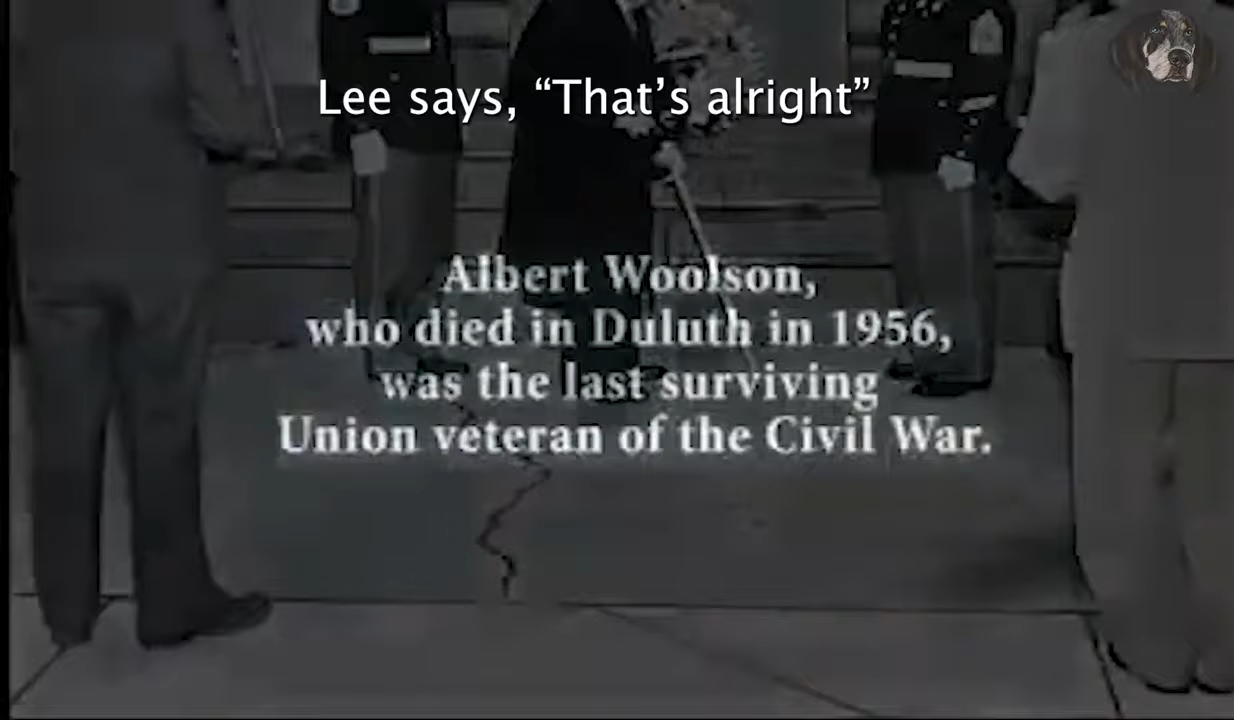 Lee says, “That’s alright”
Albert Woolson,
who died in Duluth in 1956,
was the last surviving
Union veteran of the Civil War.